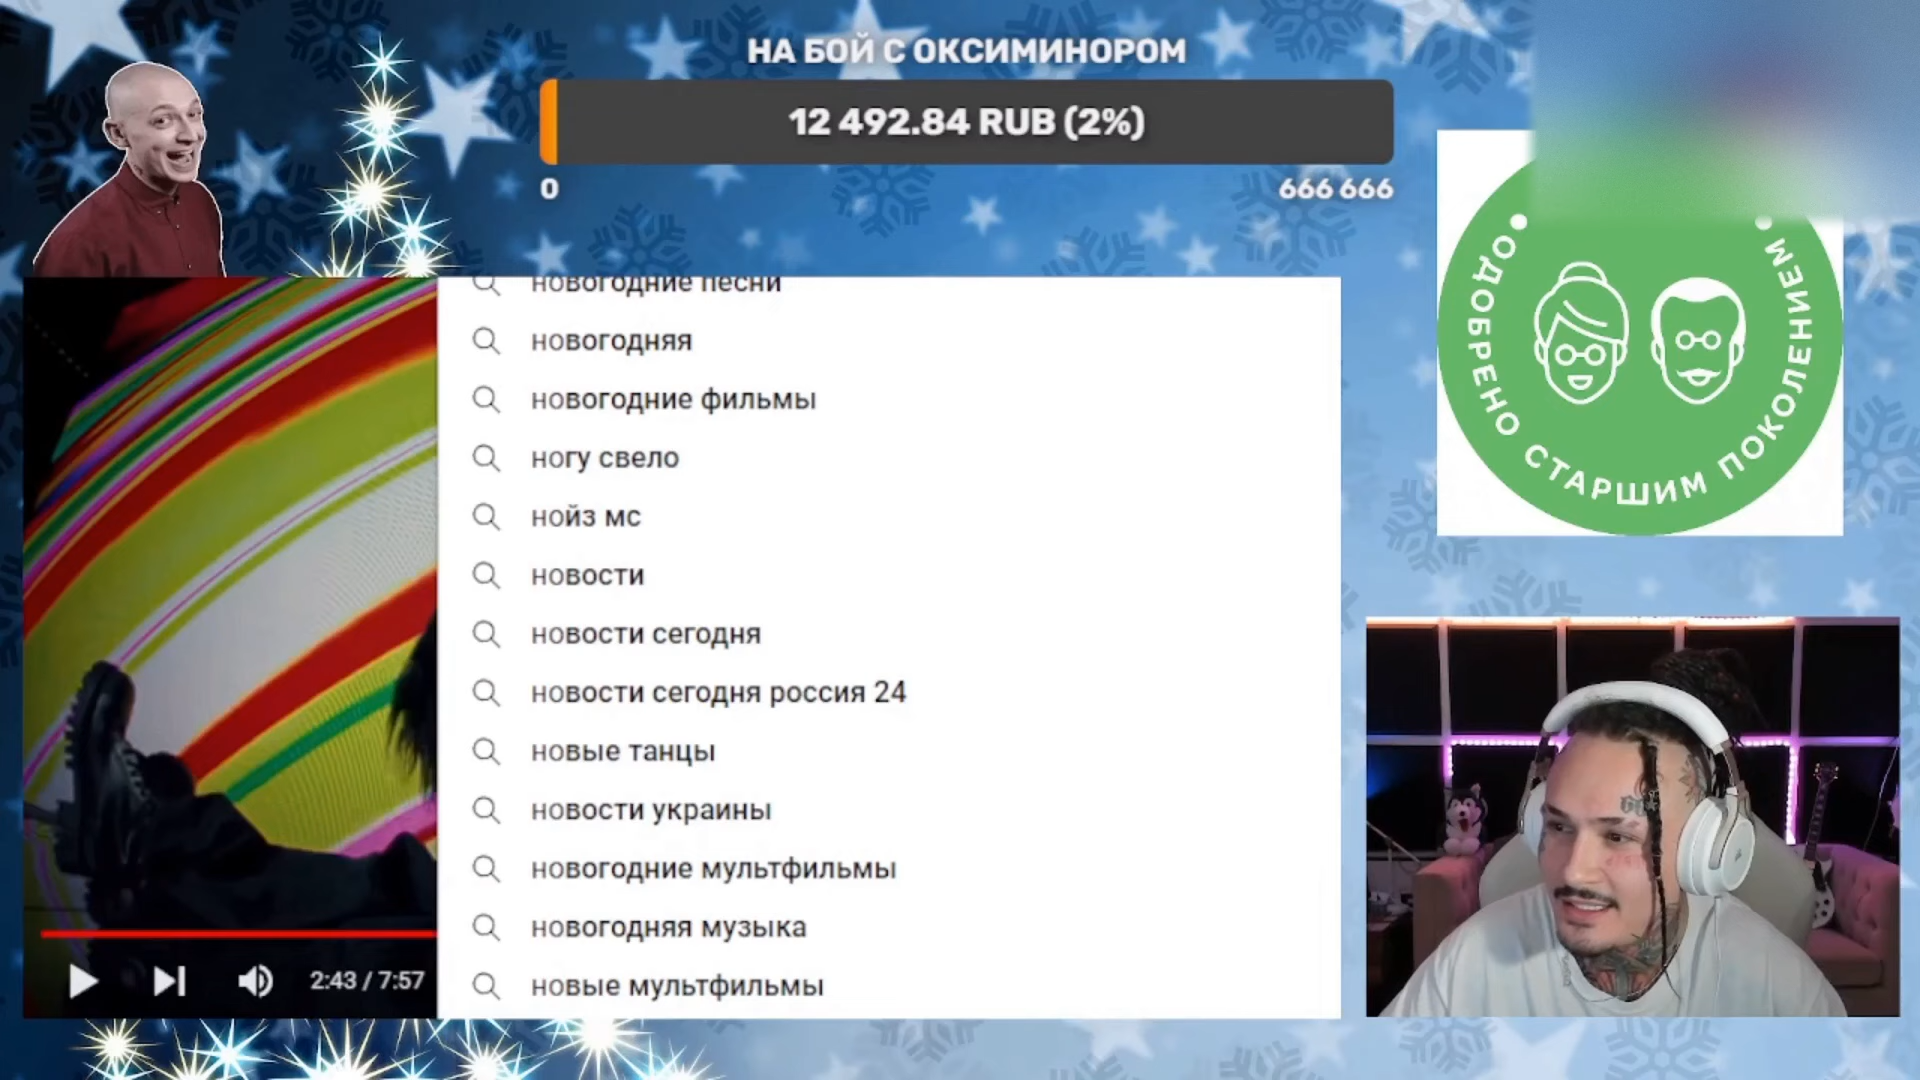 НА БОЙ С ОКСИМИНОРОМ
12 492.84 RUB (2%)
0
666 666
ОДОБРЕНО СТАРШИМ ПОКОЛЕНИЕМ
новогодние песни
новогодняя
новогодние фильмы
ногу свело
нойз мс
новости
новости сегодня
новости сегодня россия 24
новые танцы
новости украины
новогодние мультфильмы
новогодняя музыка
новые мультфильмы
2:43 / 7:57